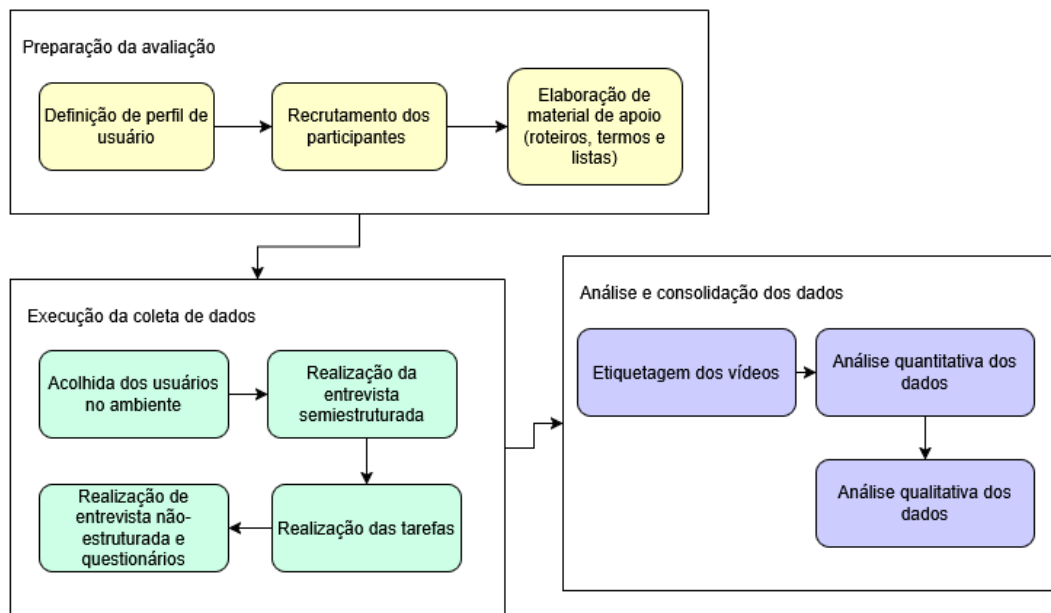 Preparação da avaliação
Definição de perfil de
usuário
Recrutamento dos
participantes
Elaboração de
material de apoio
(roteiros, termos e
listas)
Execução da coleta de dados
Acolhida dos usuários
no ambiente
Realização da
entrevista
semiestruturada
Realização das tarefas
Realização de
entrevista não-
estruturada e
questionários
Análise e consolidação dos dados
Etiquetagem dos vídeos
Análise quantitativa dos
dados
Análise qualitativa dos
dados